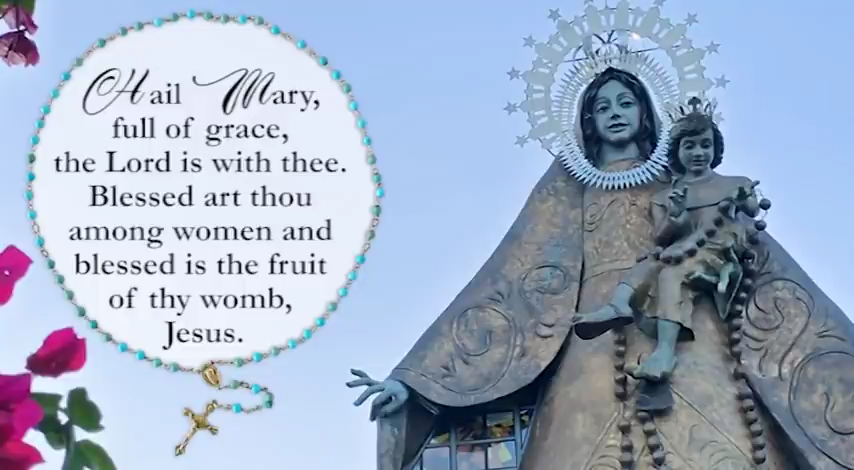 Hail Mary,
full of grace,
the Lord is with thee.
Blessed art thou
among women and
blessed is the fruit
of thy womb,
Jesus.